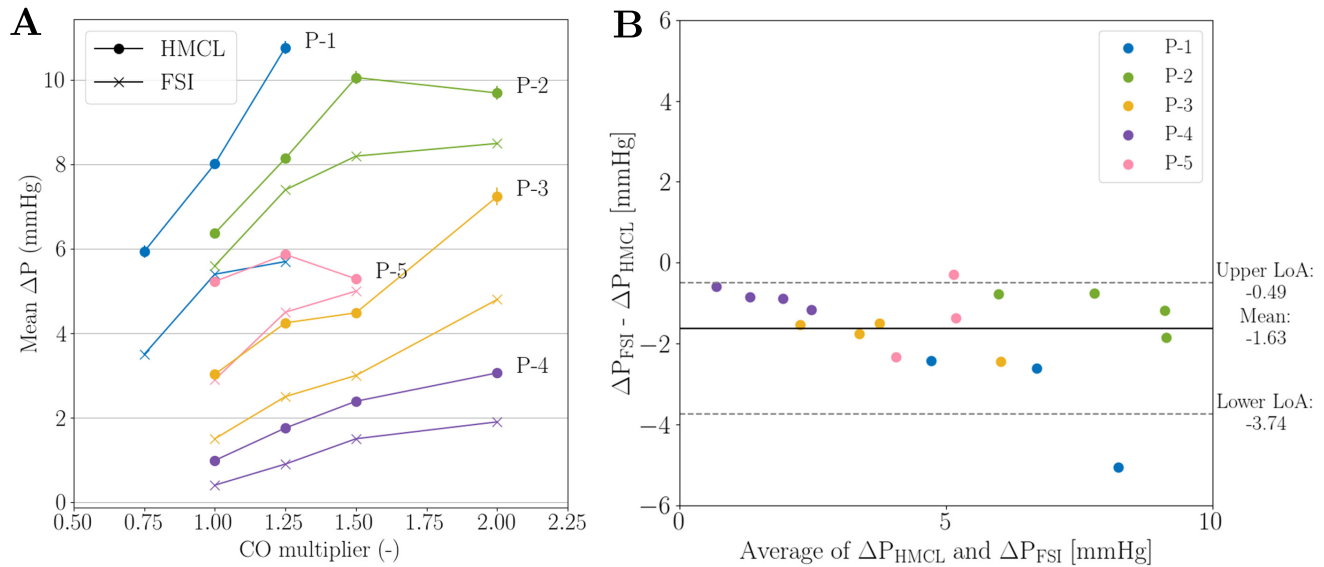 A
HMCL
FSI
P-1
P-2
P-3
P-5
P-4
Mean ΔP (mmHg)
10
8
6
4
2
0
0.50
0.75
1.00
1.25
1.50
1.75
2.00
2.25
CO multiplier (-)
B
P-1
P-2
P-3
P-4
P-5
ΔP_FSI - ΔP_HMCL [mmHg]
6
4
2
0
−2
−4
−6
Upper LoA:
-0.49
Mean:
-1.63
Lower LoA:
-3.74
0
5
10
Average of ΔP_HMCL and ΔP_FSI [mmHg]